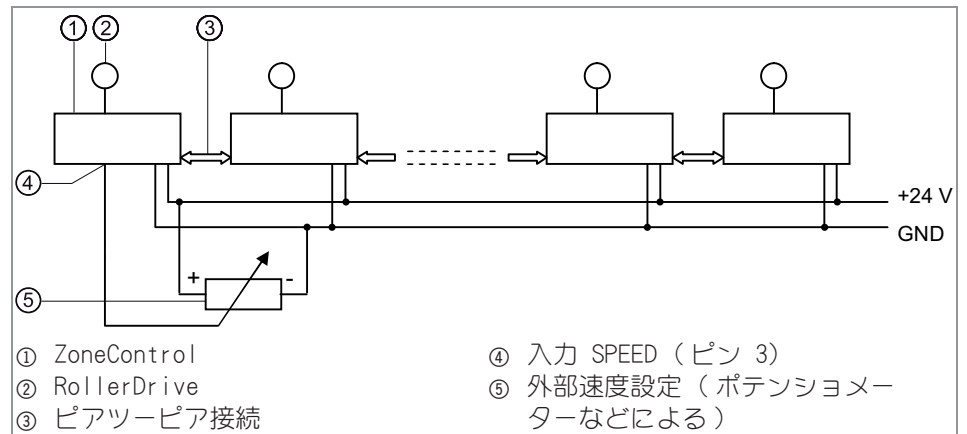 ① ② ③
④
+24 V
GND
+ -
⑤
① ZoneControl
② RollerDrive
③ ピアツーピア接続
④ 入力 SPEED（ピン 3）
⑤ 外部速度設定（ポテンショメー
ターなどによる）